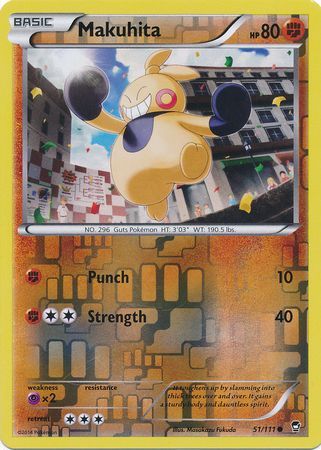 BASIC
Makuhita
HP 80
NO. 296 Guts Pokémon HT: 3'03" WT: 190.5 lbs.
Punch 10
Strength 40
weakness resistance
×2
retreat
It toughens up by slamming into
thick trees over and over. It gains
a sturdy body and dauntless spirit.
Illus. Masakazu Fukuda
©2014 Pokémon
51/111